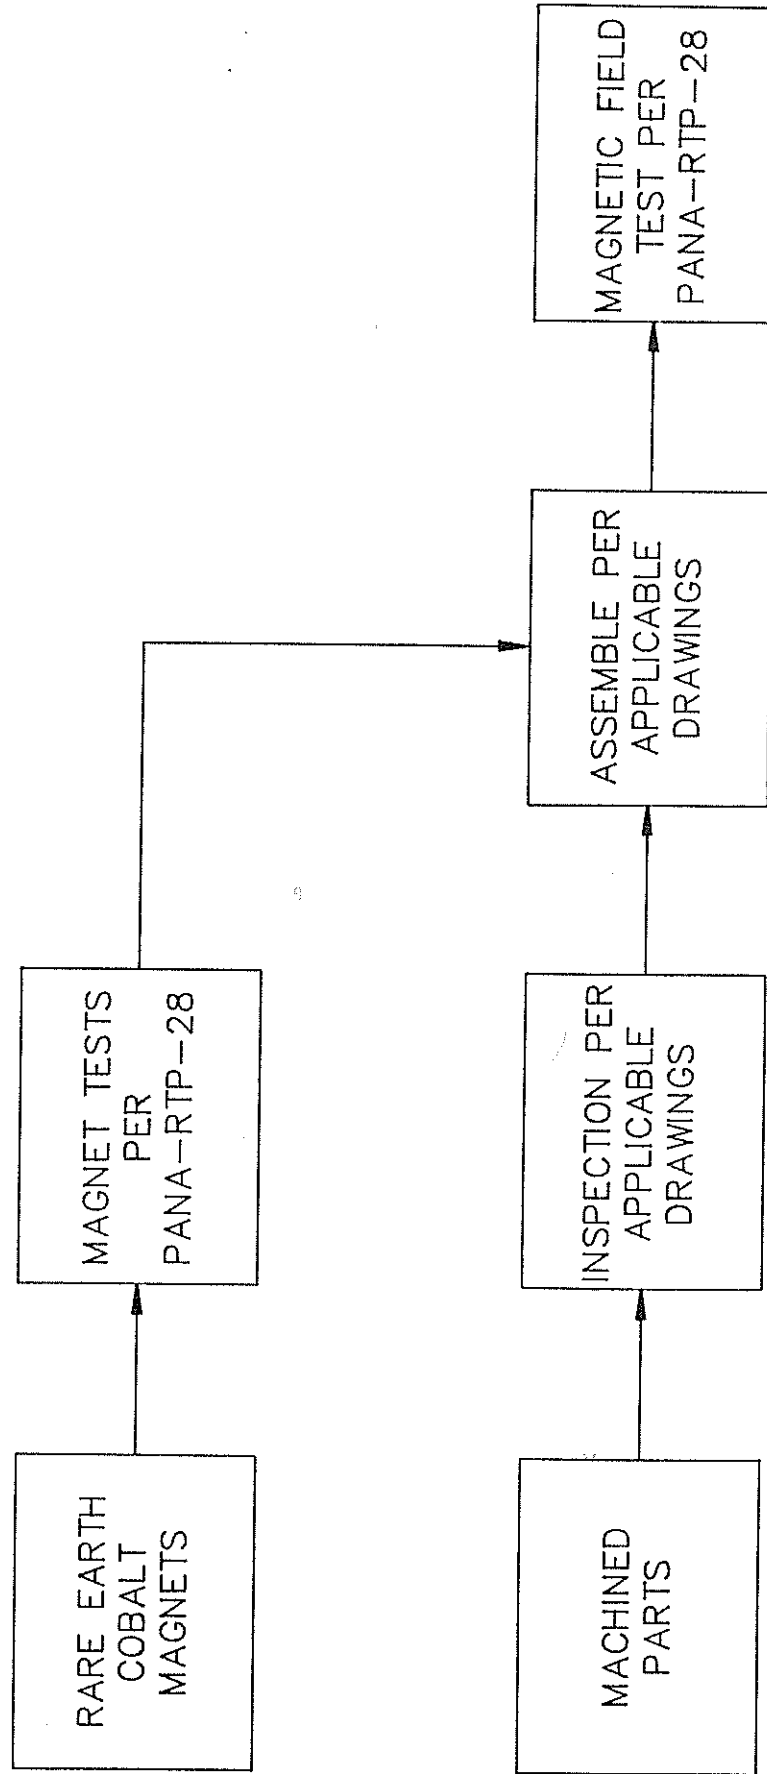 RARE EARTH
COBALT
MAGNETS
MAGNET TESTS
PER
PANA-RTP-28
MACHINED
PARTS
INSPECTION PER
APPLICABLE
DRAWINGS
ASSEMBLE PER
APPLICABLE
DRAWINGS
MAGNETIC FIELD
TEST PER
PANA-RTP-28